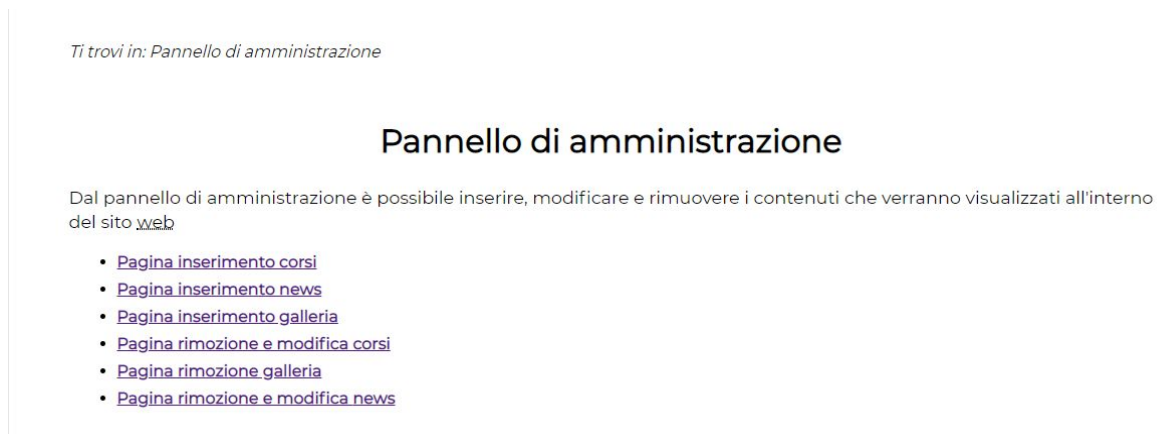 Ti trovi in: Pannello di amministrazione
Pannello di amministrazione
Dal pannello di amministrazione è possibile inserire, modificare e rimuovere i contenuti che verranno visualizzati all'interno
del sito web
• Pagina inserimento corsi
• Pagina inserimento news
• Pagina inserimento galleria
• Pagina rimozione e modifica corsi
• Pagina rimozione galleria
• Pagina rimozione e modifica news